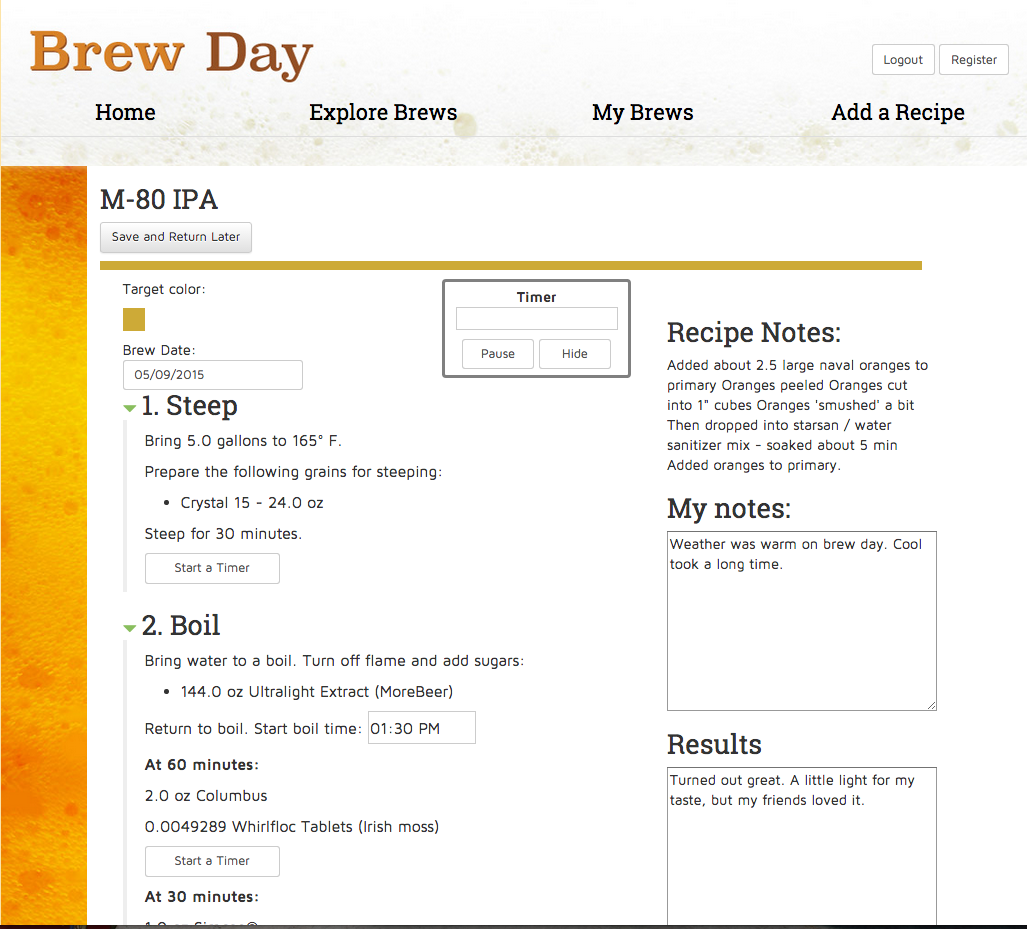 Brew Day
Logout
Register
Home
Explore Brews
My Brews
Add a Recipe
M-80 IPA
Save and Return Later
Target color:
Brew Date:
05/09/2015
Timer
Pause
Hide
1. Steep
Bring 5.0 gallons to 165° F.
Prepare the following grains for steeping:
• Crystal 15 - 24.0 oz
Steep for 30 minutes.
Start a Timer
2. Boil
Bring water to a boil. Turn off flame and add sugars:
• 144.0 oz Ultralight Extract (MoreBeer)
Return to boil. Start boil time: 01:30 PM
At 60 minutes:
2.0 oz Columbus
0.0049289 Whirlfloc Tablets (Irish moss)
Start a Timer
At 30 minutes:
Recipe Notes:
Added about 2.5 large naval oranges to
primary Oranges peeled Oranges cut
into 1" cubes Oranges 'smushed' a bit
Then dropped into starsan / water
sanitizer mix - soaked about 5 min
Added oranges to primary.
My notes:
Weather was warm on brew day. Cool
took a long time.
Results
Turned out great. A little light for my
taste, but my friends loved it.